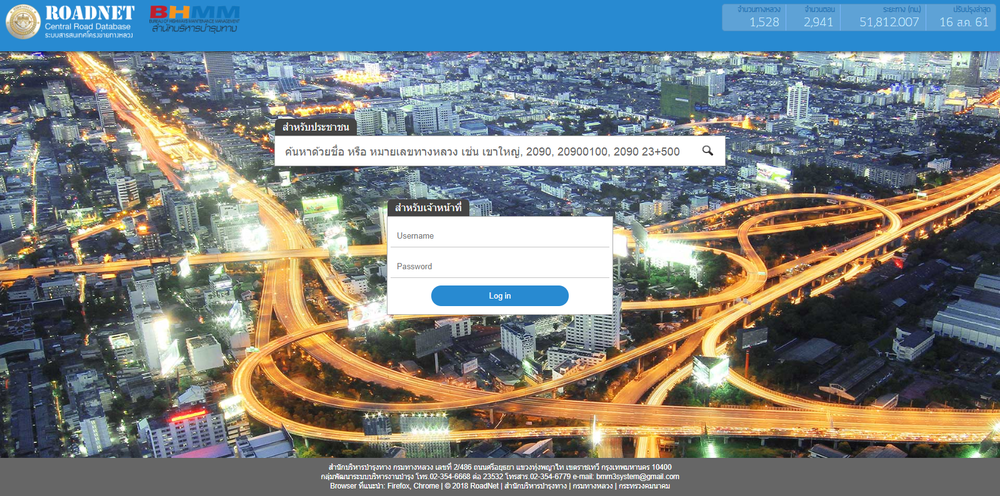 ROADNET
Central Road Database
ระบบสารสนเทศโครงข่ายทางหลวง
BHMM
BUREAU OF HIGHWAYS MAINTENANCE MANAGEMENT
สำนักบริหารบำรุงทาง
จำนวนทางหลวง
1,528
จำนวนตอน
2,941
ระยะทาง (กม.)
51,812.007
ปรับปรุงล่าสุด
16 ส.ค. 61
สำหรับประชาชน
ค้นหาด้วยชื่อ หรือ หมายเลขทางหลวง เช่น เขาใหญ่, 2090, 20900100, 2090 23+500
สำหรับเจ้าหน้าที่
Username
Password
Log in
สำนักบริหารบำรุงทาง กรมทางหลวง เลขที่ 2/486 ถนนศรีอยุธยา แขวงทุ่งพญาไท เขตราชเทวี กรุงเทพมหานคร 10400
กลุ่มพัฒนาระบบบริหารงานบำรุง โทร.02-354-6668 ต่อ 23532 โทรสาร.02-354-6779 e-mail: bmm3system@gmail.com
Browser ที่แนะนำ: Firefox, Chrome | © 2018 RoadNet | สำนักบริหารบำรุงทาง | กรมทางหลวง | กระทรวงคมนาคม